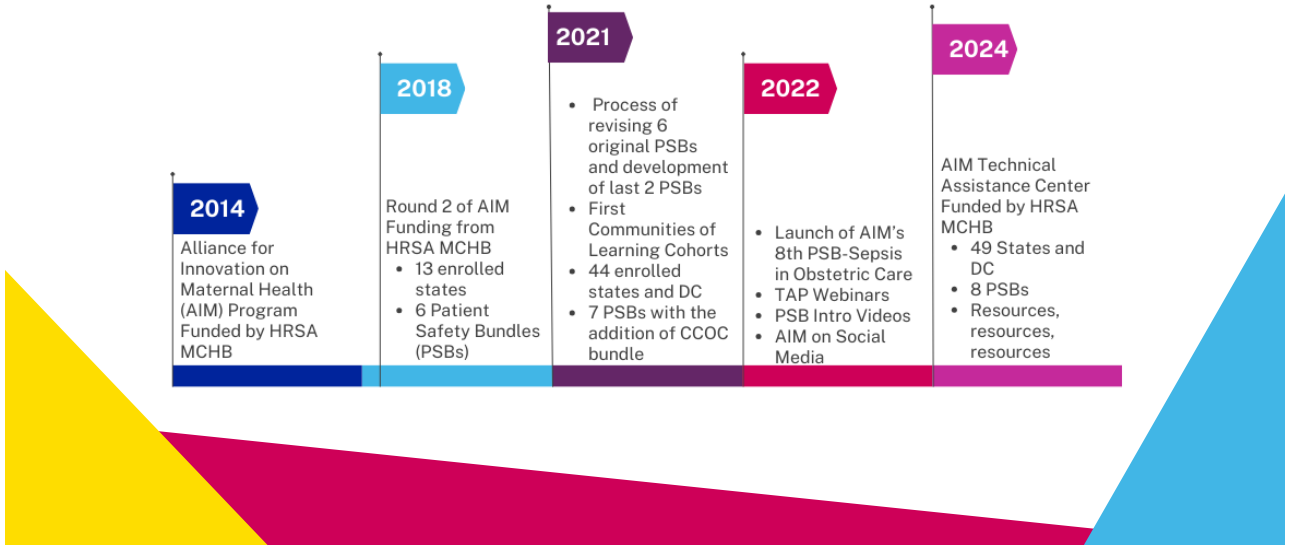 2014
Alliance for
Innovation on
Maternal Health
(AIM) Program
Funded by HRSA
MCHB
2018
Round 2 of AIM
Funding from
HRSA MCHB
• 13 enrolled
states
• 6 Patient
Safety Bundles
(PSBs)
2021
• Process of
revising 6
original PSBs
and development
of last 2 PSBs
• First
Communities of
Learning Cohorts
• 44 enrolled
states and DC
• 7 PSBs with the
addition of CCOC
bundle
2022
• Launch of AIM's
8th PSB-Sepsis
in Obstetric Care
• TAP Webinars
• PSB Intro Videos
• AIM on Social
Media
2024
AIM Technical
Assistance Center
Funded by HRSA
MCHB
• 49 States and
DC
• 8 PSBs
• Resources,
resources,
resources